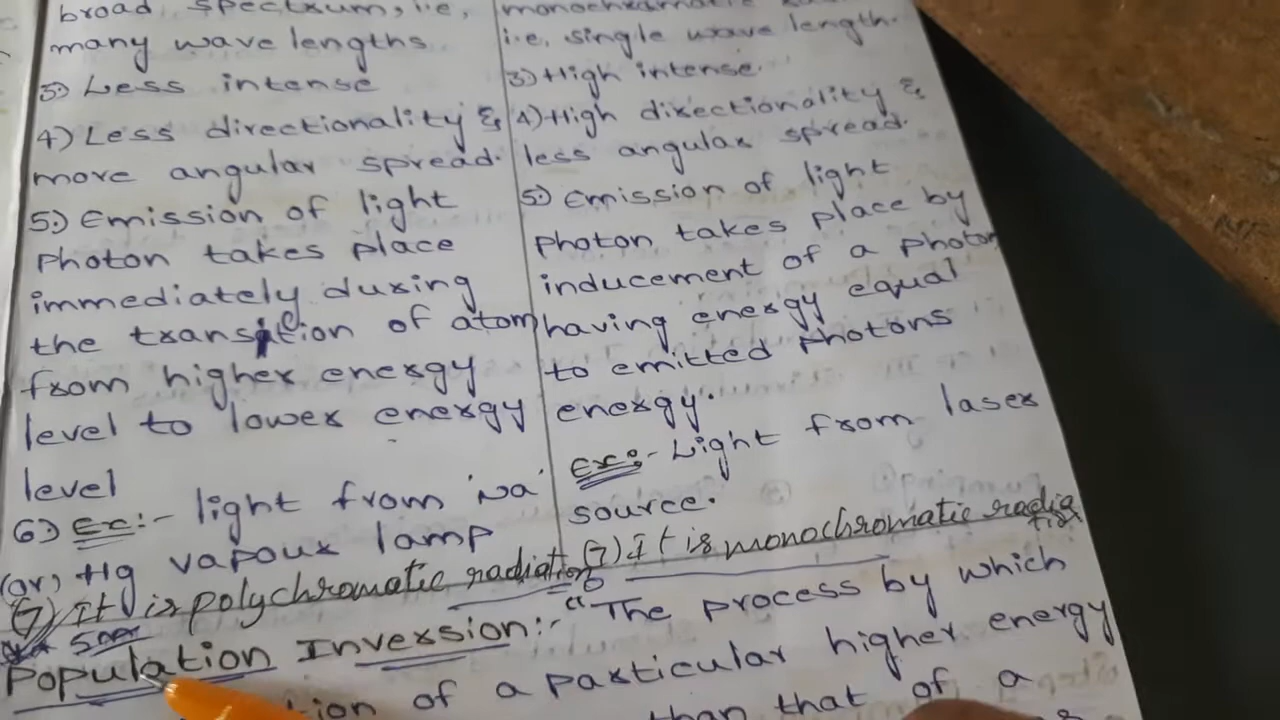 broad spectrum, i.e,
many wave lengths
3) Less intense
4) Less directionality &
more angular spread.
5) Emission of light
Photon takes place
immediately during
the transition of atom
from higher energy
level to lower energy
level
6) Ex:- light from Na
(or) Hg vapour lamp
7) It is polychromatic radiation
monochromatic
i.e, single wave length.
3) High intense.
4) High directionality &
less angular spread.
5) Emission of light
Photon takes place by
inducement of a photon
having energy equal
to emitted photons
energy.
Ex:- Light from laser
source.
7) It is monochromatic radiation
Population Inversion:- "The process by which
of a particular higher energy
than that of a